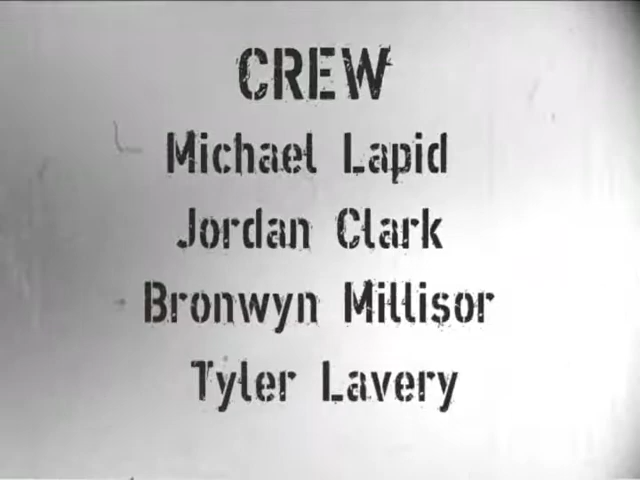 CREW
Michael Lapid
Jordan Clark
Bronwyn Millisor
Tyler Lavery